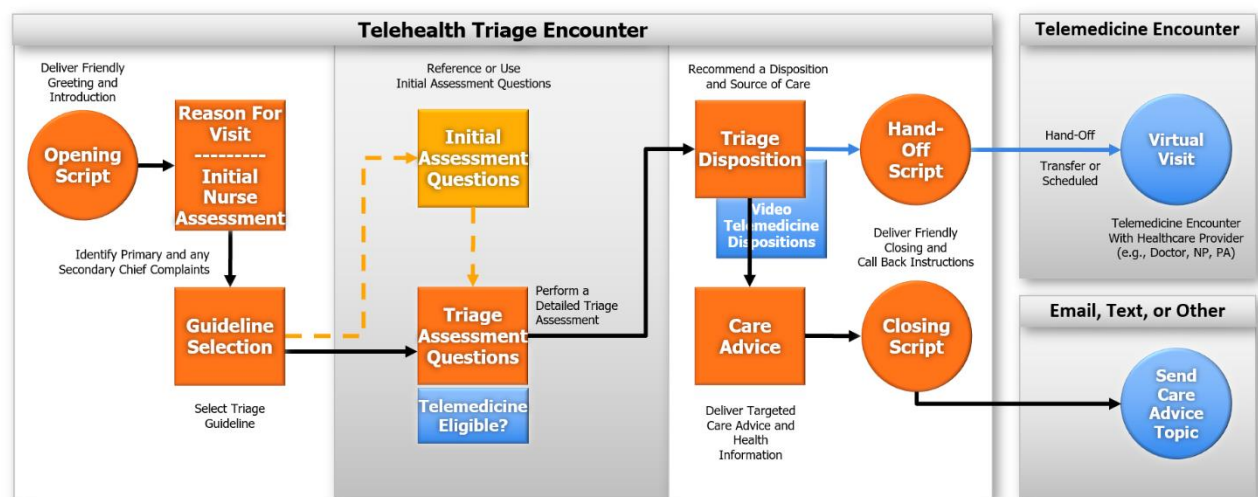 Telehealth Triage Encounter
Deliver Friendly
Greeting and
Introduction
Opening
Script
Reason For
Visit
---------
Initial
Nurse
Assessment
Identify Primary and any
Secondary Chief Complaints
Guideline
Selection
Select Triage
Guideline
Reference or Use
Initial Assessment Questions
Initial
Assessment
Questions
Triage
Assessment
Questions
Telemedicine
Eligible?
Perform a
Detailed Triage
Assessment
Recommend a Disposition
and Source of Care
Triage
Disposition
Video
Telemedicine
Dispositions
Hand-
Off
Script
Deliver Friendly
Closing and
Call Back Instructions
Care
Advice
Closing
Script
Deliver Targeted
Care Advice and
Health
Information
Telemedicine Encounter
Hand-Off
Transfer or
Scheduled
Virtual
Visit
Telemedicine Encounter
With Healthcare Provider
(e.g., Doctor, NP, PA)
Email, Text, or Other
Send
Care
Advice
Topic